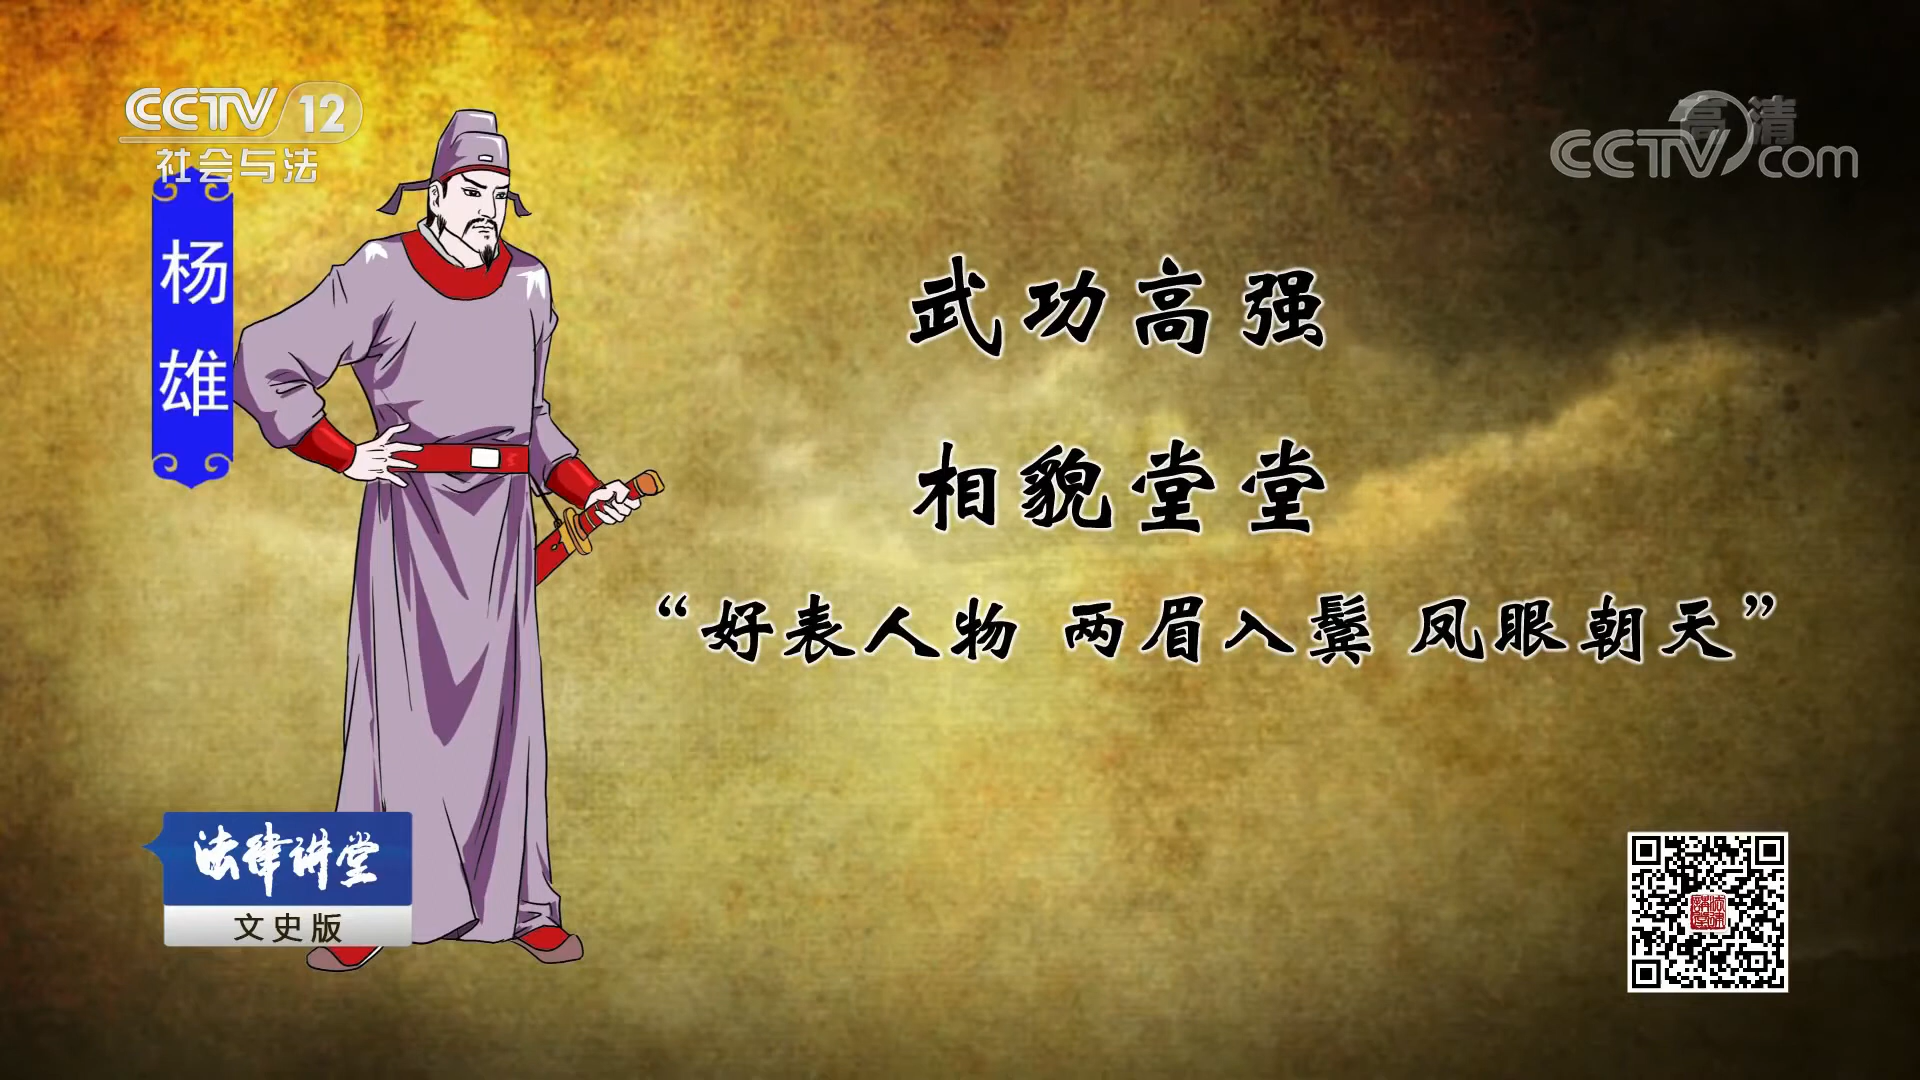 CCTV 12
社会与法
高清
CCTV.com
杨雄
武功高强
相貌堂堂
“好表人物 两眉入鬓 凤眼朝天”
法律讲堂
文史版